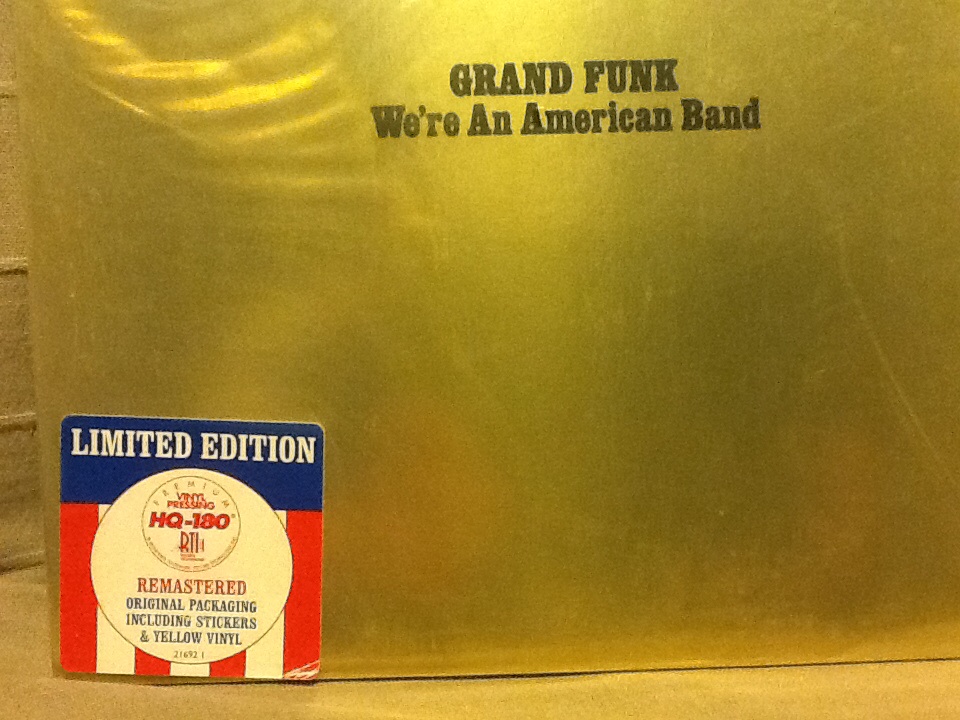 GRAND FUNK
We're An American Band
LIMITED EDITION
PREMIUM
VINYL
PRESSING
HQ-180
RTI
REMASTERED
ORIGINAL PACKAGING
INCLUDING STICKERS
& YELLOW VINYL
21692 1